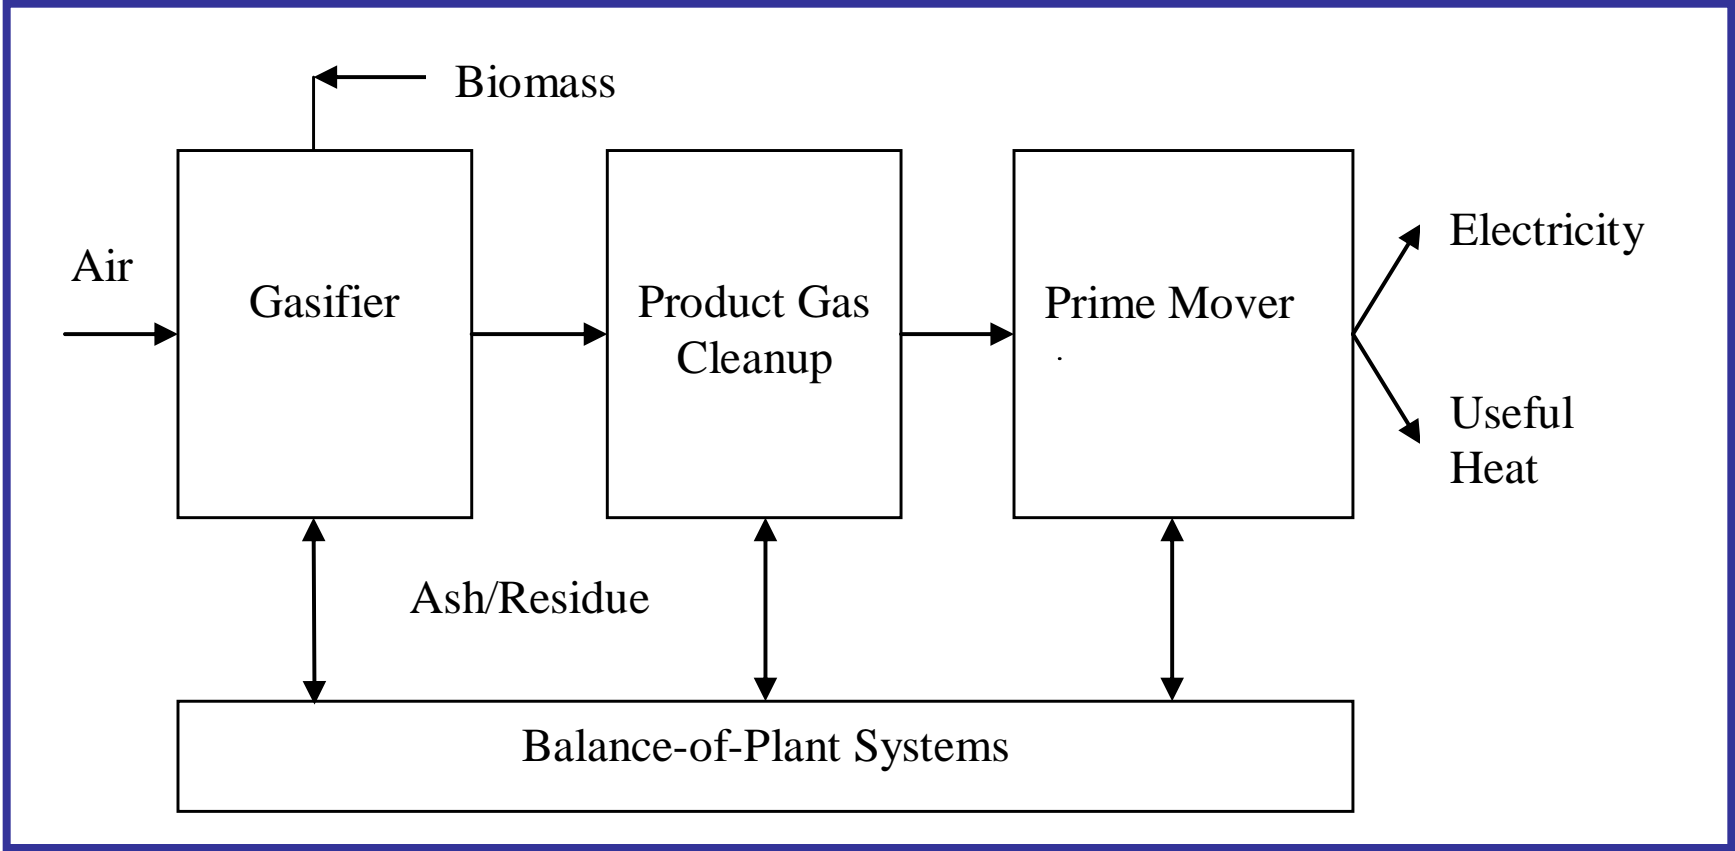 Biomass
Air
Gasifier
Product Gas
Cleanup
Prime Mover
Electricity
Useful
Heat
Ash/Residue
Balance-of-Plant Systems